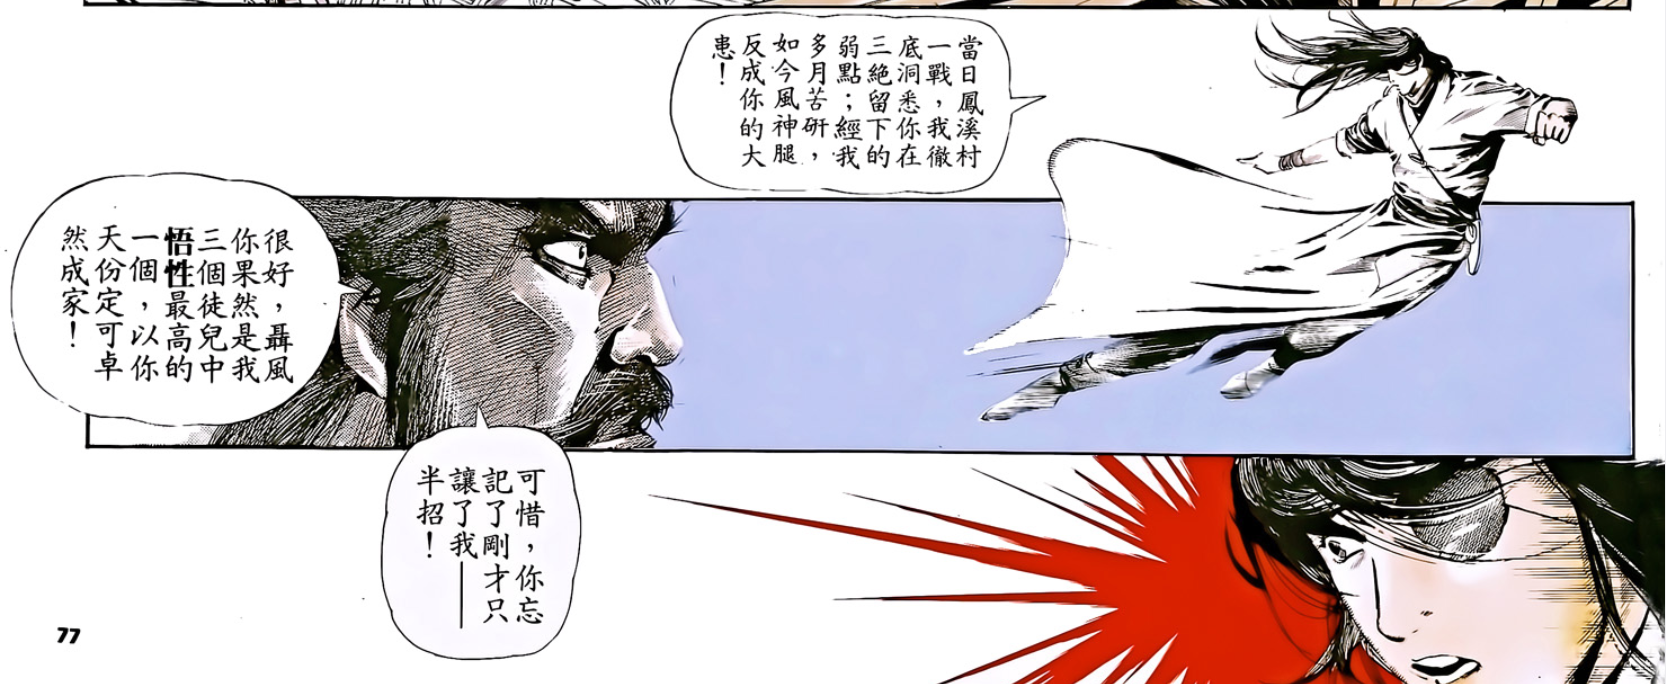 當日鳳溪村
一戰，我徹
底洞悉你在
三絕留下的
弱點；經我
多月苦研，
如今風神腿
反成你的大
患！
很好，聶風
你果然是我
三個徒兒中
悟性最高的
一個，以你
天份定可卓
然成家！
可惜，你忘
記了剛才只
讓了我—
半招！
77